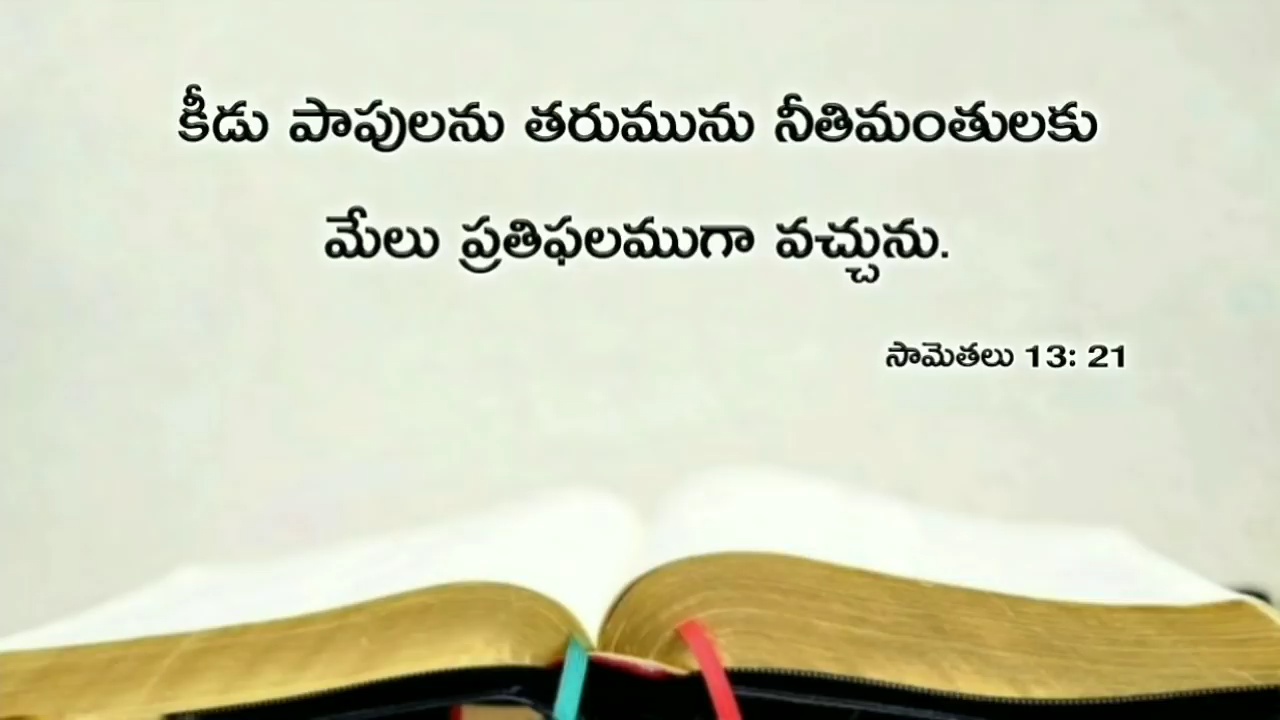 కీడు పాపులను తరుమును నీతిమంతులకు
మేలు ప్రతిఫలముగా వచ్చును.
సామెతలు 13: 21